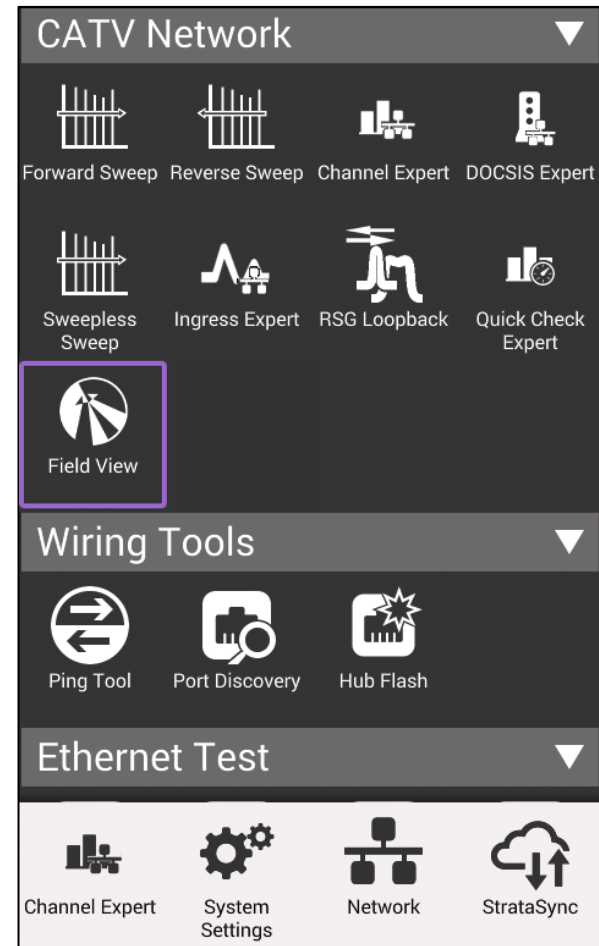 CATV Network
Forward Sweep
Reverse Sweep
Channel Expert
DOCSIS Expert
Sweepless
Sweep
Ingress Expert
RSG Loopback
Quick Check
Expert
Field View
Wiring Tools
Ping Tool
Port Discovery
Hub Flash
Ethernet Test
Channel Expert
System
Settings
Network
StrataSync